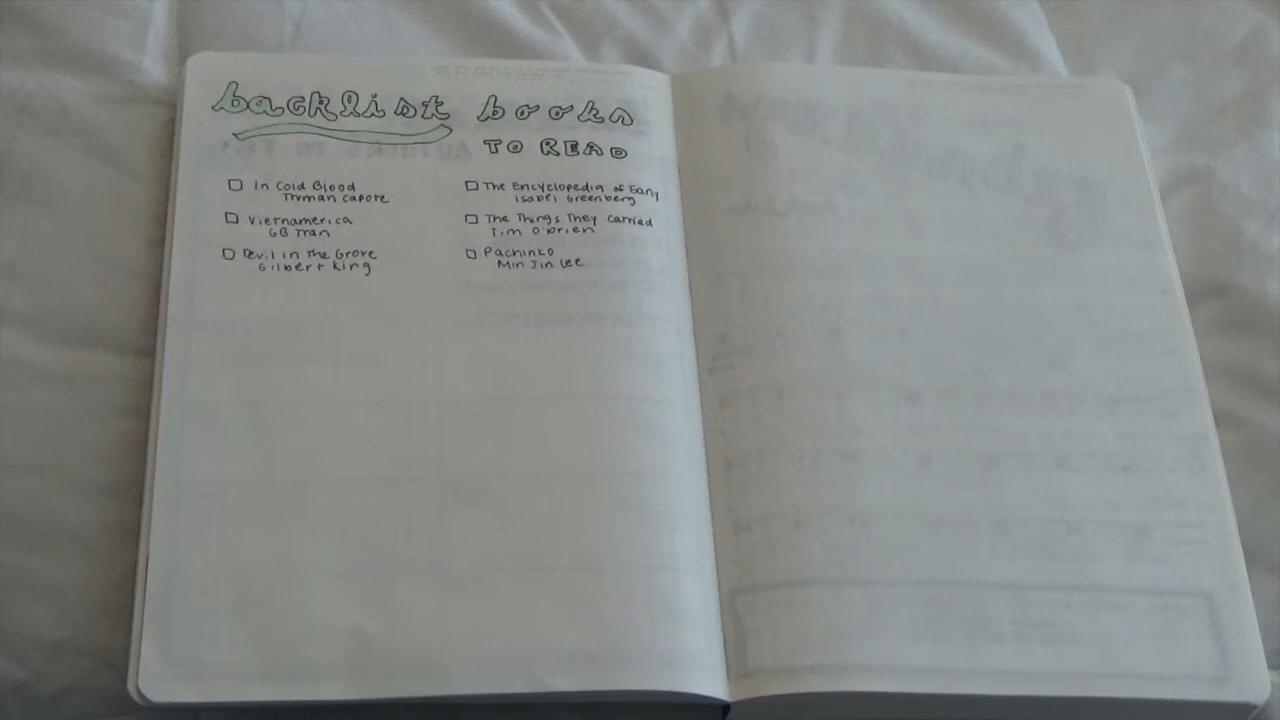 backlist books
TO READ
In Cold Blood
Truman Capote
Vietnamerica
GB Tran
Devil in the Grove
Gilbert King
The Encyclopedia of Early
Isabel Greenberg
The Things They Carried
Tim O'Brien
Pachinko
Min Jin Lee